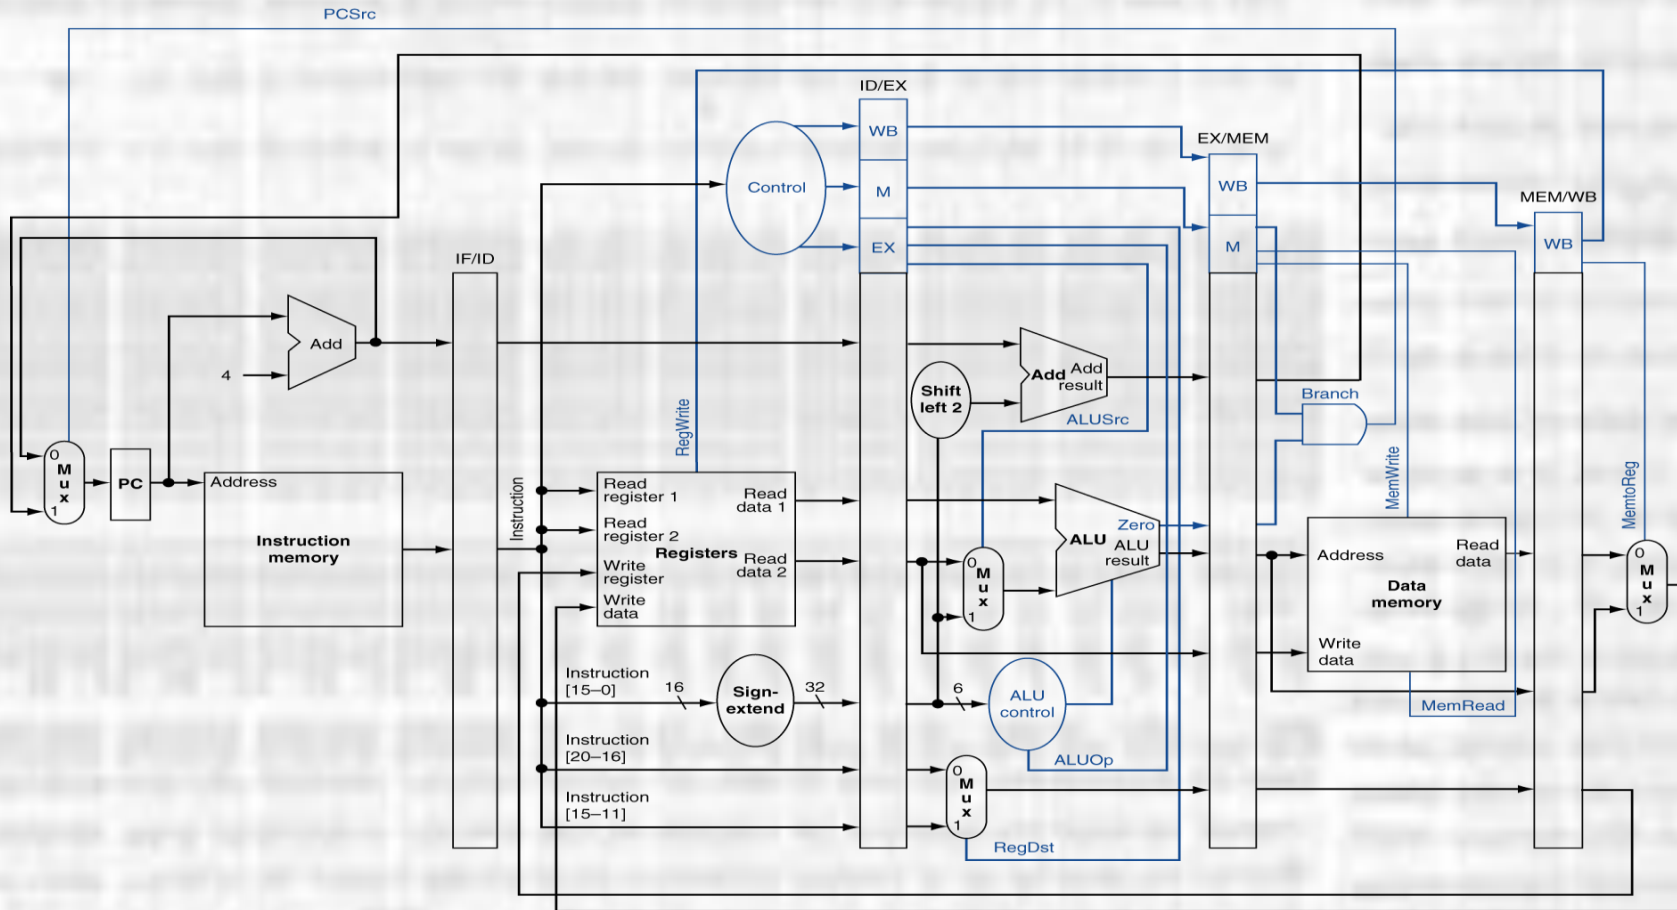 PCSrc
ID/EX
WB
M
EX
Control
EX/MEM
WB
M
MEM/WB
WB
IF/ID
Add
4
0
M
u
x
1
PC
Address
Instruction
memory
Instruction
RegWrite
Read
register 1
Read
register 2
Write
register
Write
data
Registers
Read
data 1
Read
data 2
Shift
left 2
Add
Add
result
ALUSrc
Zero
ALU
ALU
result
0
M
u
x
1
Branch
MemWrite
Address
Read
data
Data
memory
Write
data
MemRead
MemtoReg
0
M
u
x
1
Instruction
[15–0]
16
Sign-
extend
32
6
ALU
control
ALUOp
Instruction
[20–16]
Instruction
[15–11]
0
M
u
x
1
RegDst